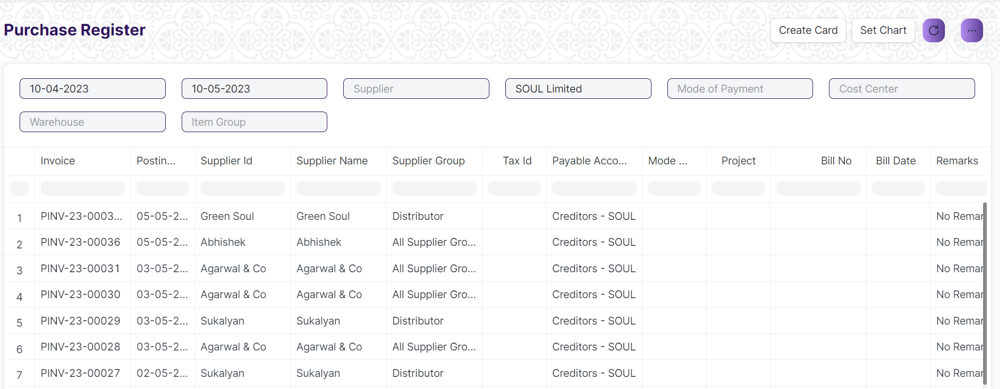 Purchase Register
Create Card Set Chart
10-04-2023 10-05-2023 Supplier SOUL Limited Mode of Payment Cost Center
Warehouse Item Group
Invoice Postin... Supplier Id Supplier Name Supplier Group Tax Id Payable Acco... Mode ... Project Bill No Bill Date Remarks
1 PINV-23-0003... 05-05-2... Green Soul Green Soul Distributor Creditors - SOUL No Remar
2 PINV-23-00036 05-05-2... Abhishek Abhishek All Supplier Gro... Creditors - SOUL No Remar
3 PINV-23-00031 03-05-2... Agarwal & Co Agarwal & Co All Supplier Gro... Creditors - SOUL No Remar
4 PINV-23-00030 03-05-2... Agarwal & Co Agarwal & Co All Supplier Gro... Creditors - SOUL No Remar
5 PINV-23-00029 03-05-2... Sukalyan Sukalyan Distributor Creditors - SOUL No Remar
6 PINV-23-00028 03-05-2... Agarwal & Co Agarwal & Co All Supplier Gro... Creditors - SOUL No Remar
7 PINV-23-00027 02-05-2... Sukalyan Sukalyan Distributor Creditors - SOUL No Remar